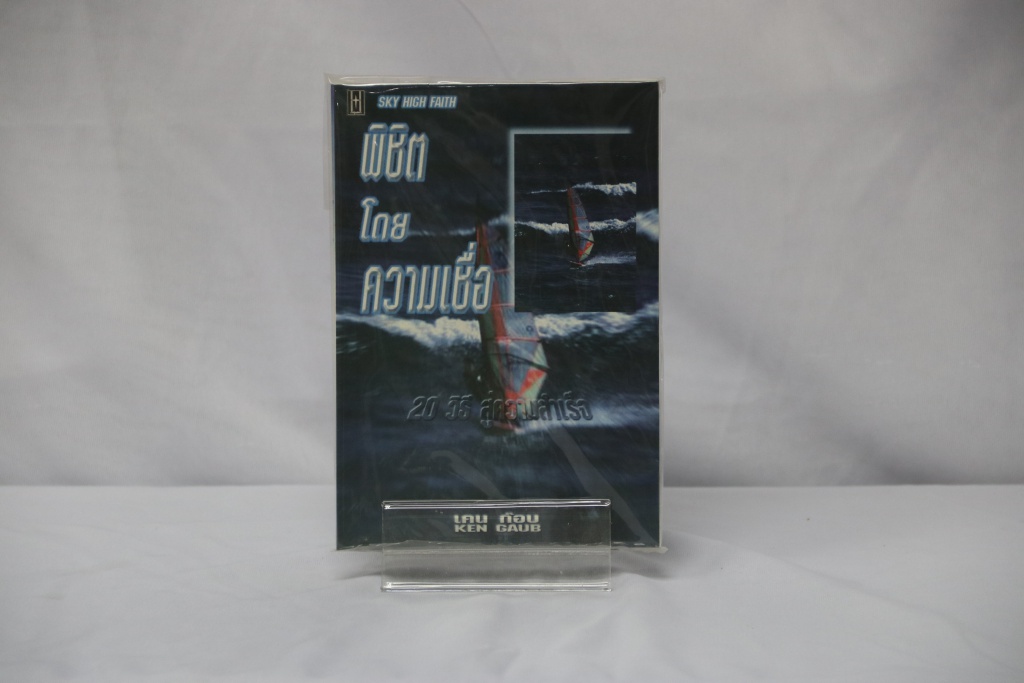 SKY HIGH FAITH
พิชิต
โดย
ความเชื่อ
20 วิธี สู่ความสำเร็จ
เคน ก๊อบ
KEN GAUB